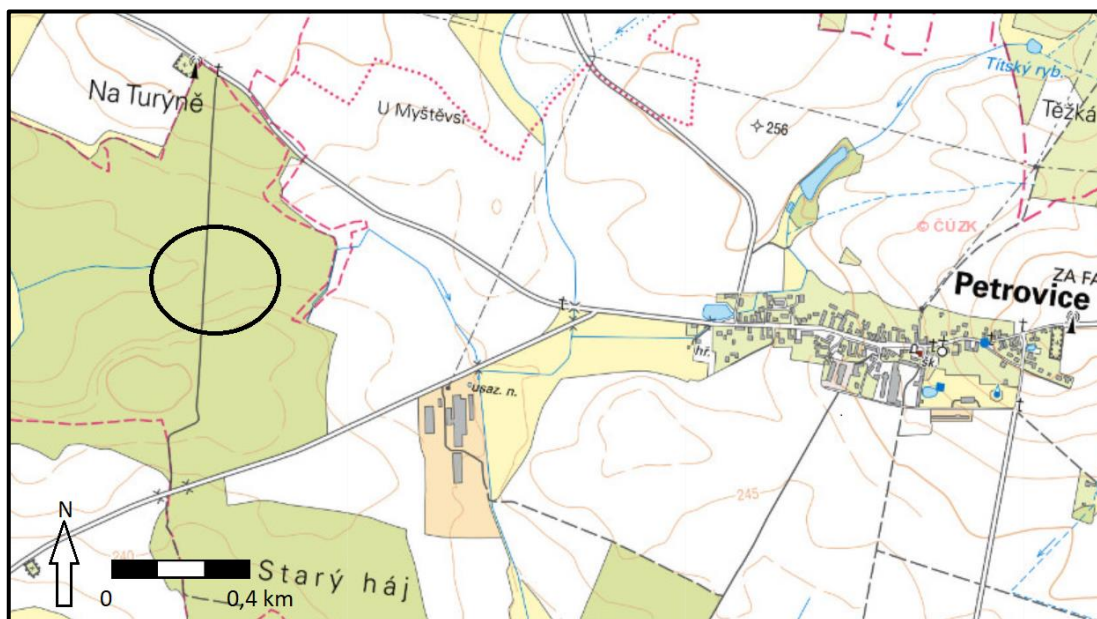 Títský ryb.
Na Turýně
U Myštěvsi
256
Těžká
© ČÚZK
ZA FA
Petrovice
hř.
šk.
usaz. n.
245
N
240
Starý háj
0
0,4 km